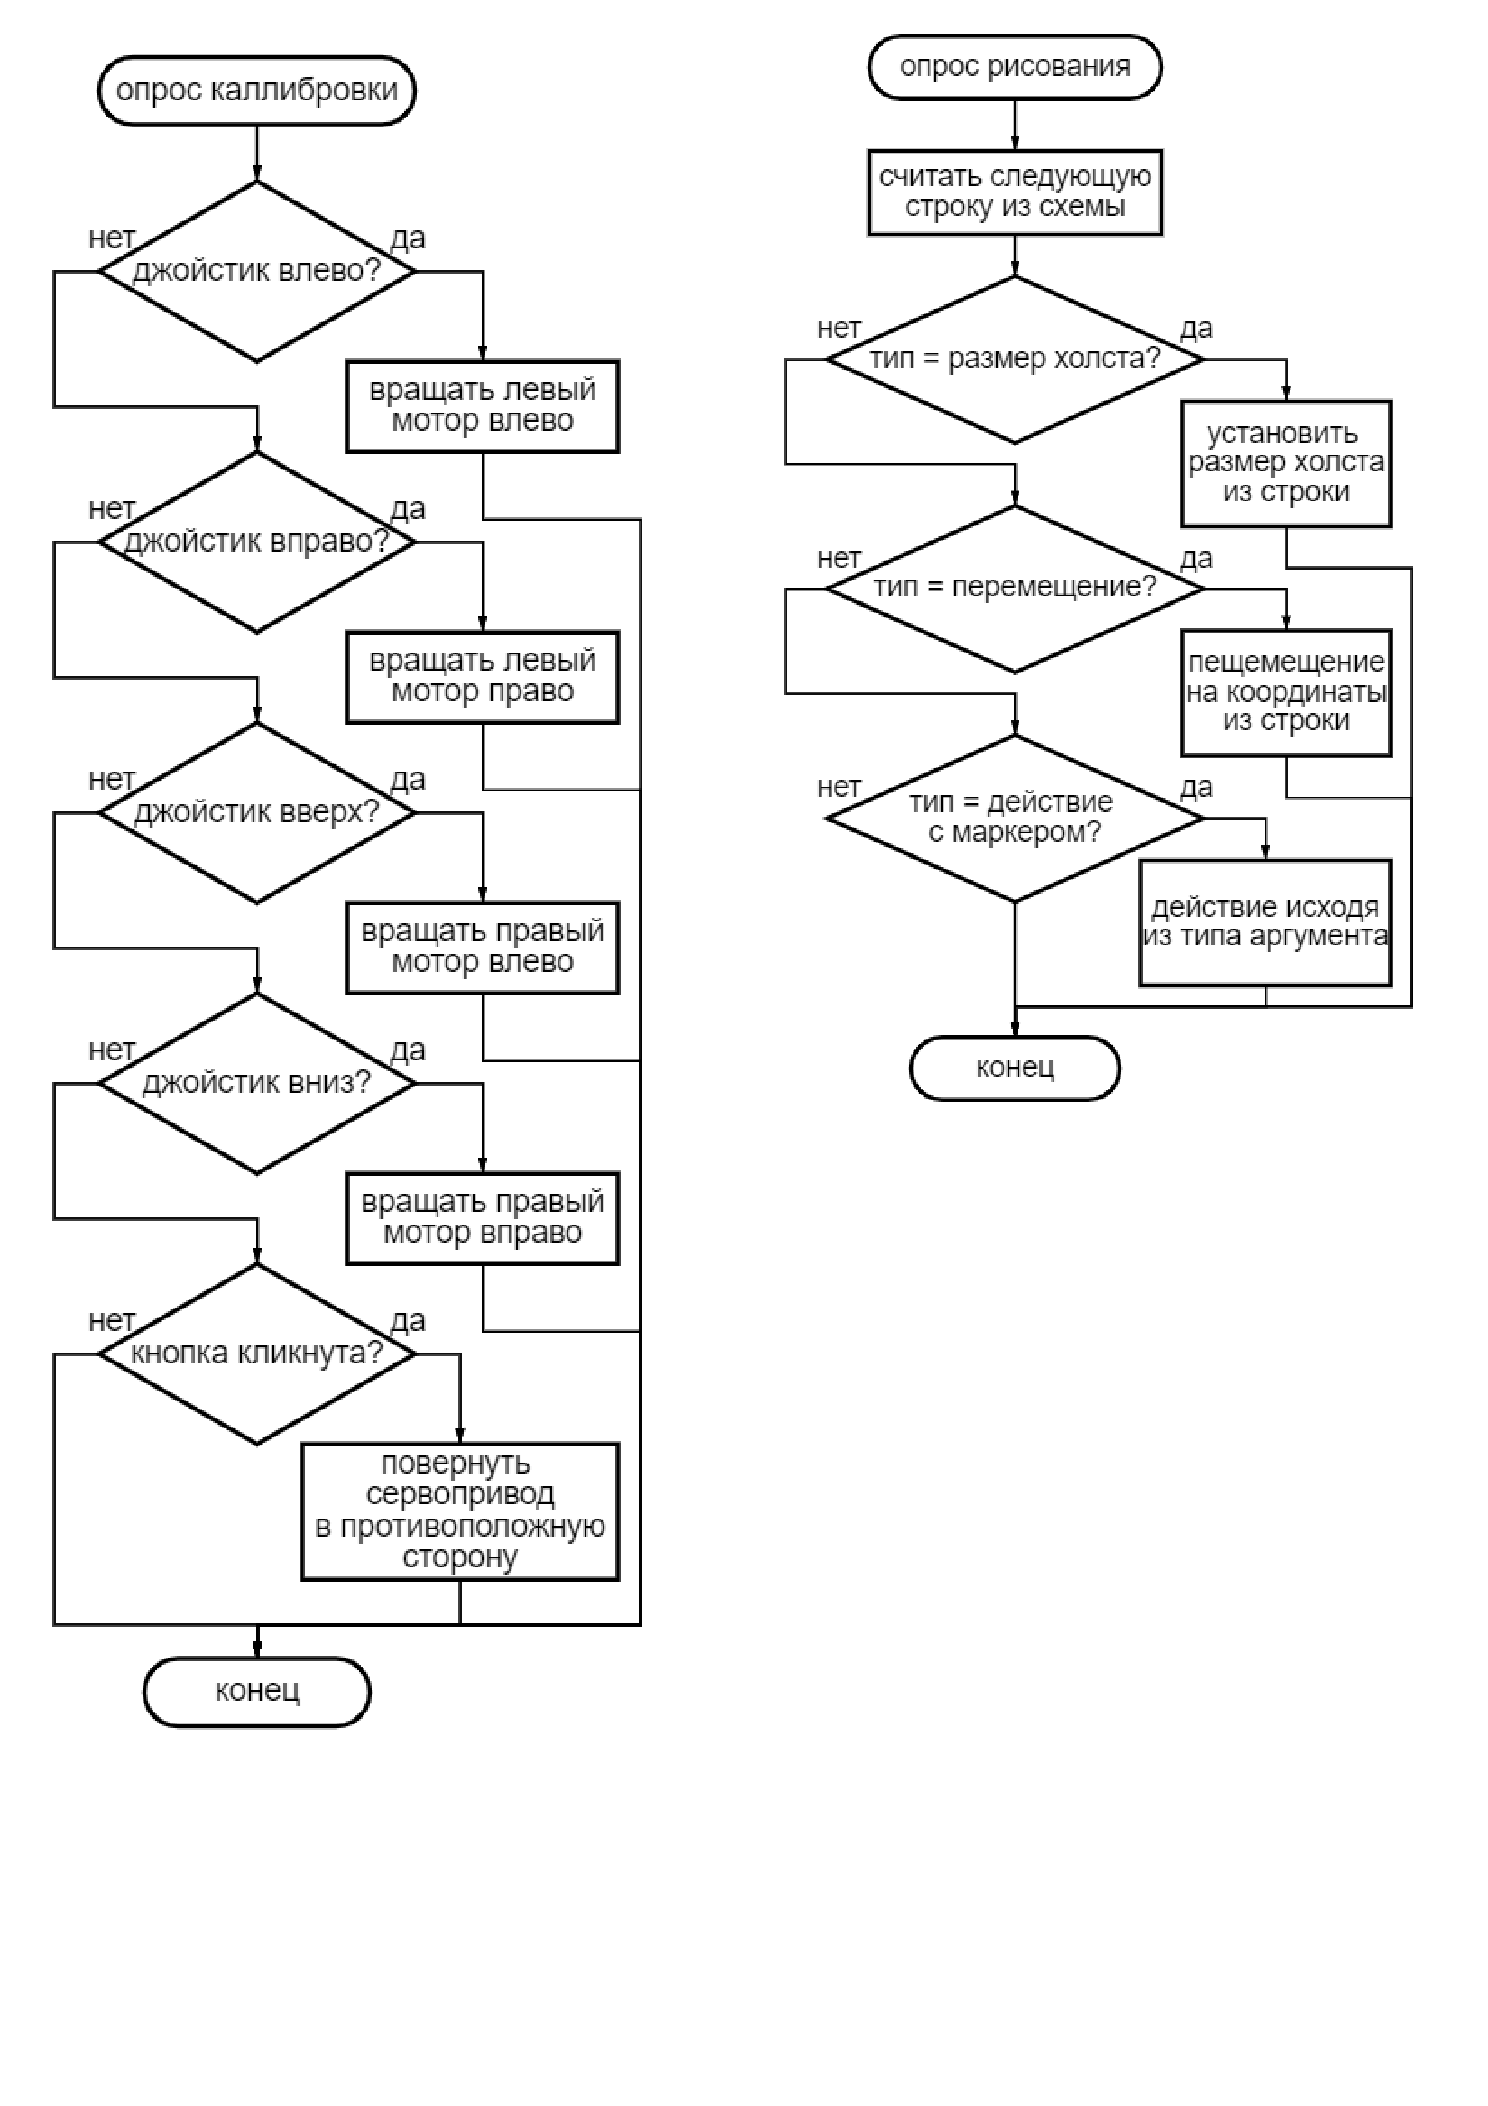 опрос каллибровки
нет
да
джойстик влево?
вращать левый
мотор влево
нет
да
джойстик вправо?
вращать левый
мотор право
нет
да
джойстик вверх?
вращать правый
мотор влево
нет
да
джойстик вниз?
вращать правый
мотор вправо
нет
да
кнопка кликнута?
повернуть
сервопривод
в противоположную
сторону
конец
опрос рисования
считать следующую
строку из схемы
нет
да
тип = размер холста?
установить
размер холста
из строки
нет
да
тип = перемещение?
пещемещение
на координаты
из строки
нет
да
тип = действие
с маркером?
действие исходя
из типа аргумента
конец